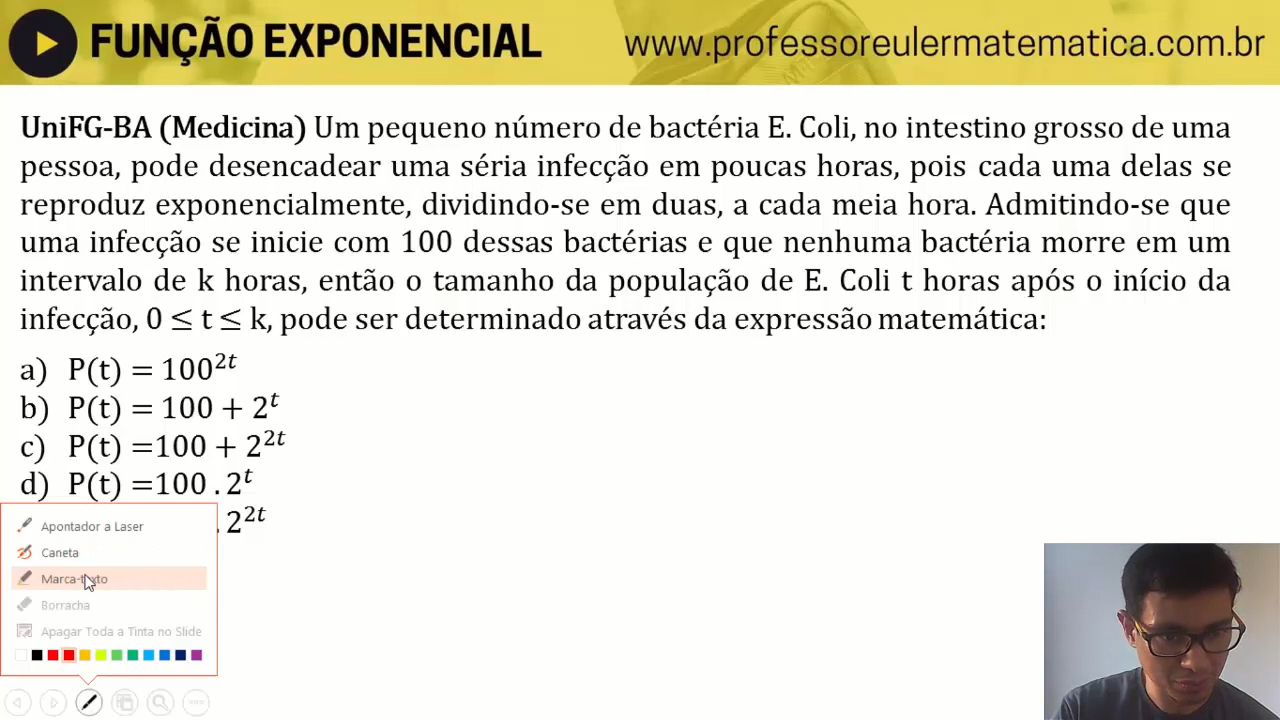 FUNÇÃO EXPONENCIAL
www.professoreulermatematica.com.br
UniFG-BA (Medicina) Um pequeno número de bactéria E. Coli, no intestino grosso de uma
pessoa, pode desencadear uma séria infecção em poucas horas, pois cada uma delas se
reproduz exponencialmente, dividindo-se em duas, a cada meia hora. Admitindo-se que
uma infecção se inicie com 100 dessas bactérias e que nenhuma bactéria morre em um
intervalo de k horas, então o tamanho da população de E. Coli t horas após o início da
infecção, 0 ≤ t ≤ k, pode ser determinado através da expressão matemática:
a) P(t) = 100^{2t}
b) P(t) = 100 + 2^t
c) P(t) =100 + 2^{2t}
d) P(t) =100 . 2^t
. 2^{2t}
Apontador a Laser
Caneta
Marca-texto
Borracha
Apagar Toda a Tinta no Slide